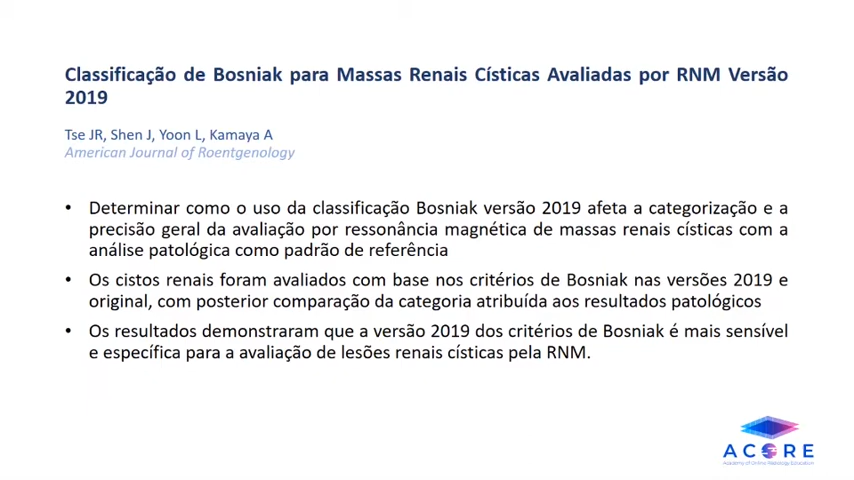 Classificação de Bosniak para Massas Renais Císticas Avaliadas por RNM Versão
2019
Tse JR, Shen J, Yoon L, Kamaya A
American Journal of Roentgenology
• Determinar como o uso da classificação Bosniak versão 2019 afeta a categorização e a
precisão geral da avaliação por ressonância magnética de massas renais císticas com a
análise patológica como padrão de referência
• Os cistos renais foram avaliados com base nos critérios de Bosniak nas versões 2019 e
original, com posterior comparação da categoria atribuída aos resultados patológicos
• Os resultados demonstraram que a versão 2019 dos critérios de Bosniak é mais sensível
e específica para a avaliação de lesões renais císticas pela RNM.
ACORE
Academy of Online Radiology Education